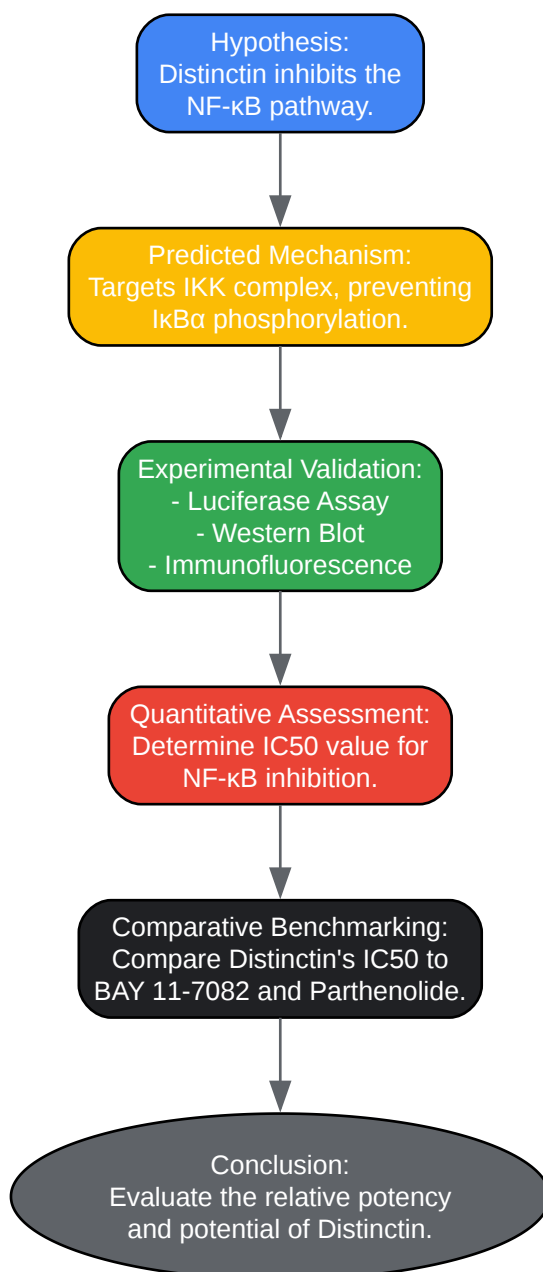 Hypothesis:
Distinctin inhibits the
NF-κB pathway.
Predicted Mechanism:
Targets IKK complex, preventing
IκBα phosphorylation.
Experimental Validation:
- Luciferase Assay
- Western Blot
- Immunofluorescence
Quantitative Assessment:
Determine IC50 value for
NF-κB inhibition.
Comparative Benchmarking:
Compare Distinctin's IC50 to
BAY 11-7082 and Parthenolide.
Conclusion:
Evaluate the relative potency
and potential of Distinctin.